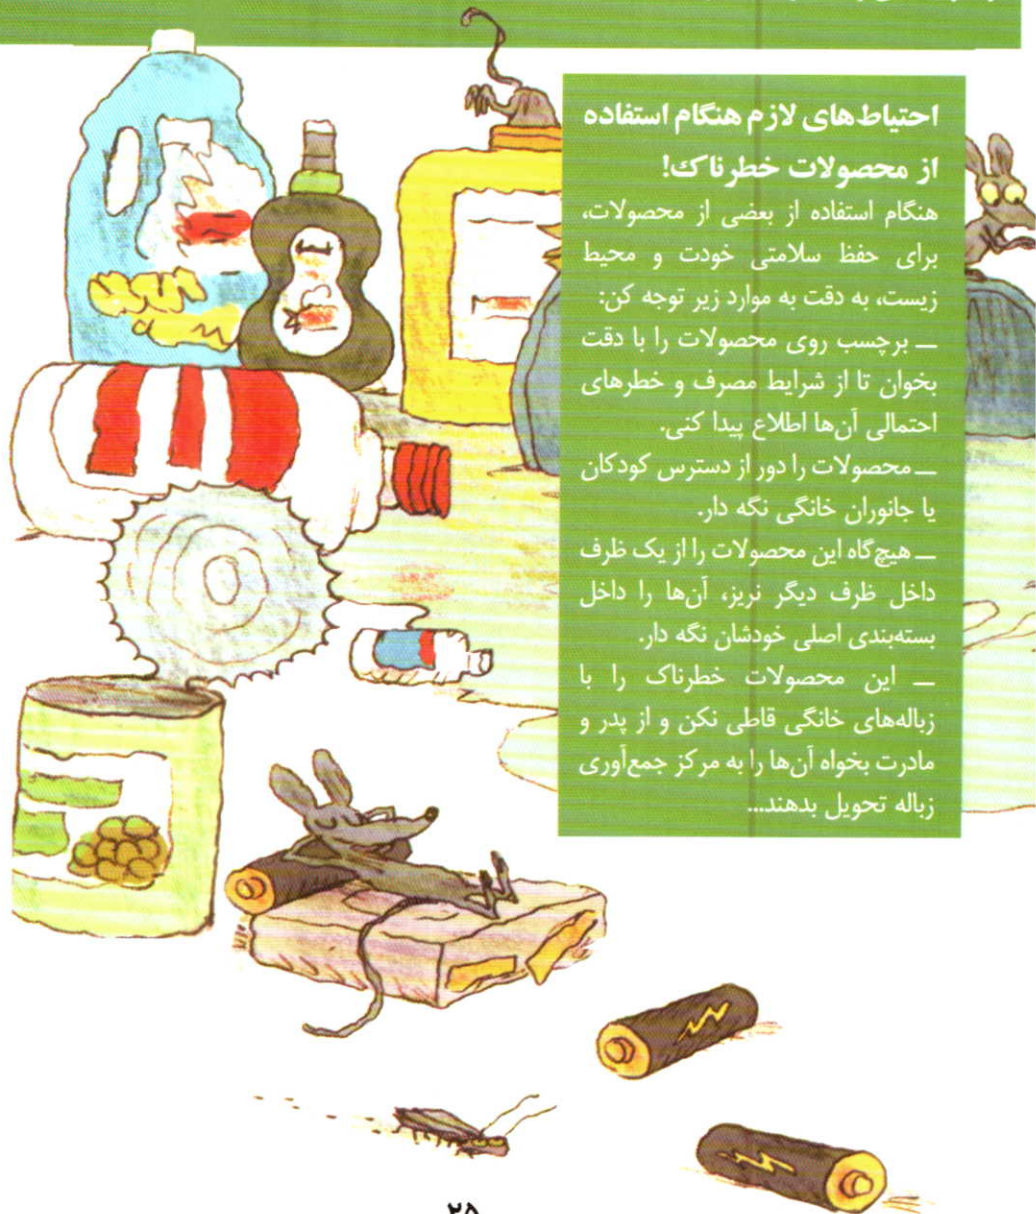 احتیاط‌های لازم هنگام استفاده
از محصولات خطرناک!
هنگام استفاده از بعضی از محصولات،
برای حفظ سلامتی خودت و محیط
زیست، به دقت به موارد زیر توجه کن:
ـ برچسب روی محصولات را با دقت
بخوان تا از شرایط مصرف و خطرهای
احتمالی آن‌ها اطلاع پیدا کنی.
ـ محصولات را دور از دسترس کودکان
یا جانوران خانگی نگه دار.
ـ هیچ‌گاه این محصولات را از یک ظرف
داخل ظرف دیگر نریز، آن‌ها را داخل
بسته‌بندی اصلی خودشان نگه دار.
ـ این محصولات خطرناک را با
زباله‌های خانگی قاطی نکن و از پدر و
مادرت بخواه آن‌ها را به مرکز جمع‌آوری
زباله تحویل بدهند...
۲۵